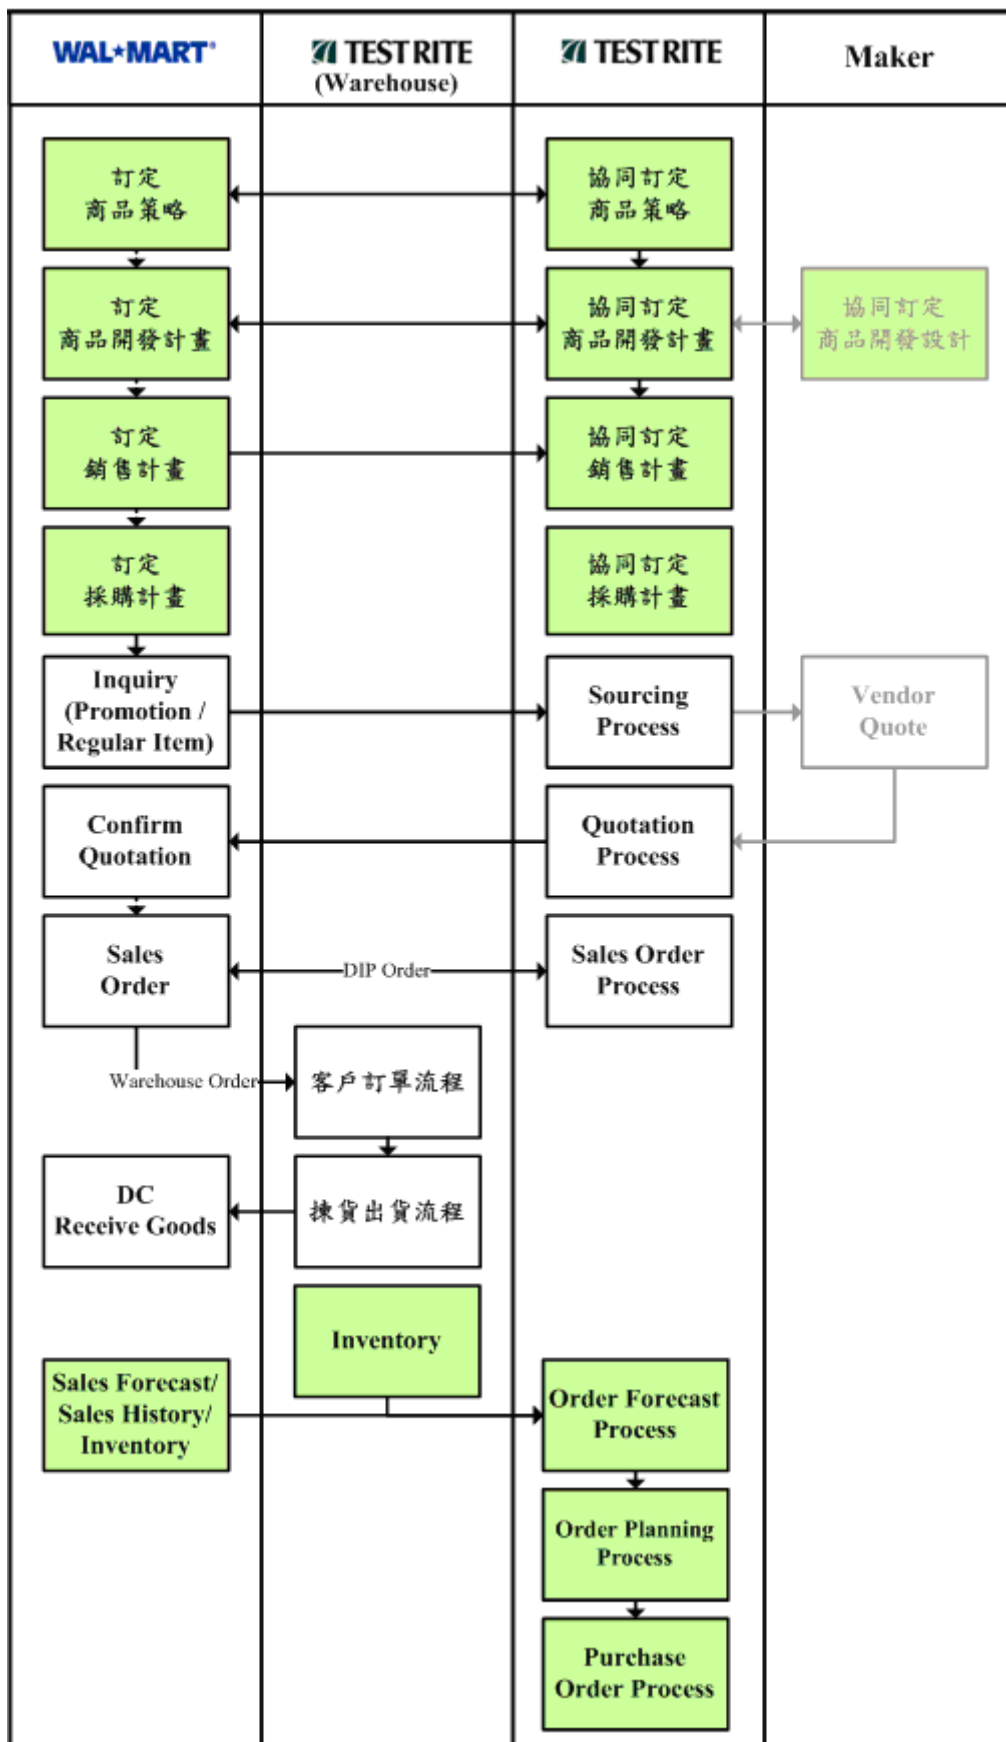 WAL★MART®
TEST RITE
(Warehouse)
TEST RITE
Maker
訂定
商品策略
協同訂定
商品策略
訂定
商品開發計畫
協同訂定
商品開發計畫
協同訂定
商品開發設計
訂定
銷售計畫
協同訂定
銷售計畫
訂定
採購計畫
協同訂定
採購計畫
Inquiry
(Promotion /
Regular Item)
Sourcing
Process
Vendor
Quote
Confirm
Quotation
Quotation
Process
Sales
Order
DIP Order
Sales Order
Process
Warehouse Order
客戶訂單流程
DC
Receive Goods
揀貨出貨流程
Inventory
Sales Forecast/
Sales History/
Inventory
Order Forecast
Process
Order Planning
Process
Purchase
Order Process